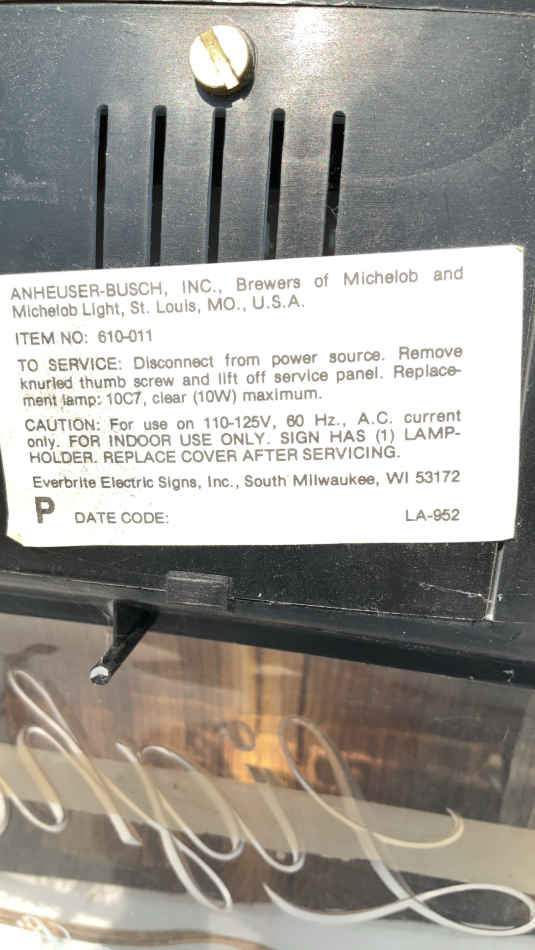 ANHEUSER-BUSCH, INC., Brewers of Michelob and
Michelob Light, St. Louis, MO., U.S.A.
ITEM NO: 610-011
TO SERVICE: Disconnect from power source. Remove
knurled thumb screw and lift off service panel. Replace-
ment lamp: 10C7, clear (10W) maximum.
CAUTION: For use on 110-125V, 60 Hz., A.C. current
only. FOR INDOOR USE ONLY. SIGN HAS (1) LAMP-
HOLDER. REPLACE COVER AFTER SERVICING.
Everbrite Electric Signs, Inc., South Milwaukee, WI 53172
P DATE CODE: LA-952
Light